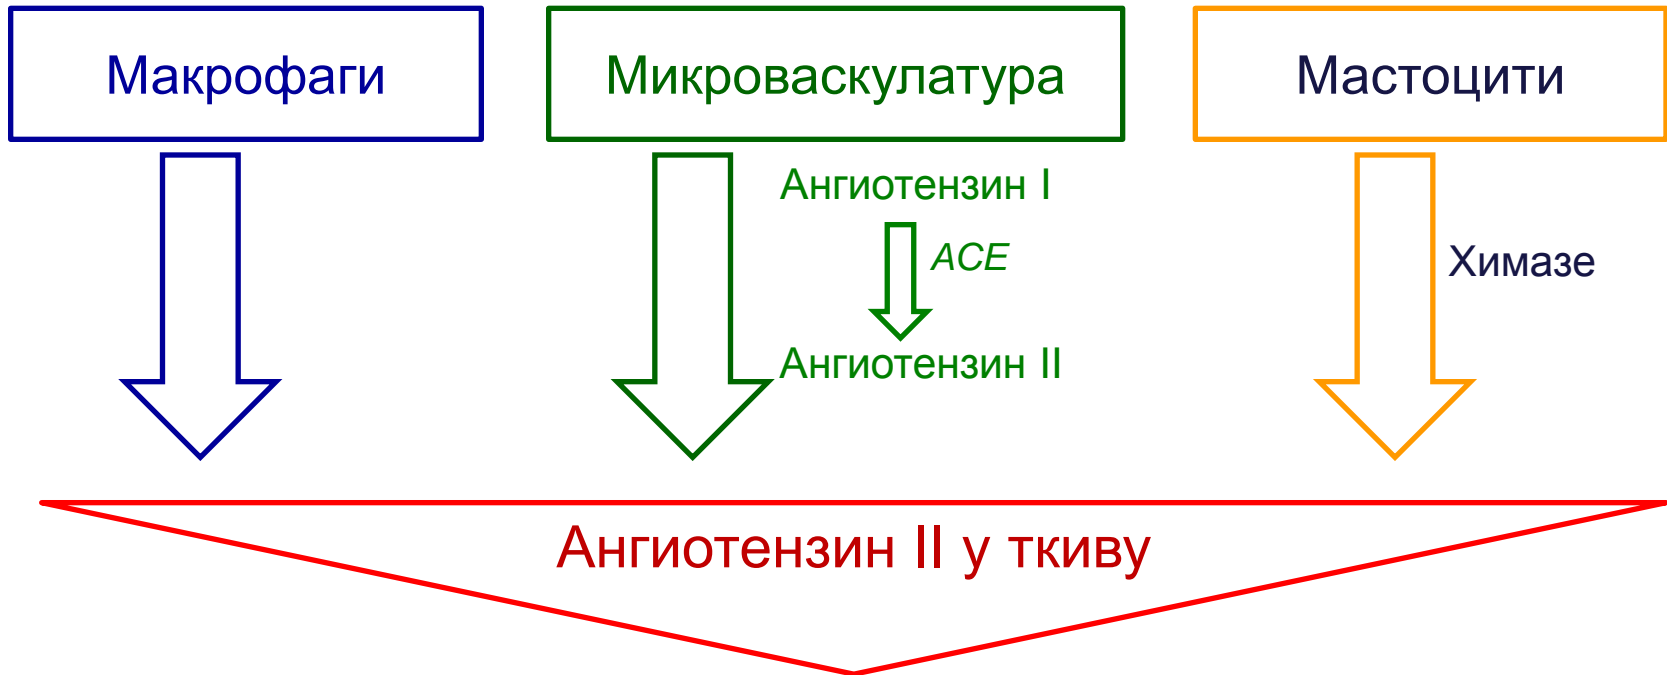 Макрофаги
Микроваскулатура
Мастоцити
Ангиотензин I
ACE
Химазе
Ангиотензин II
Ангиотензин II у ткиву